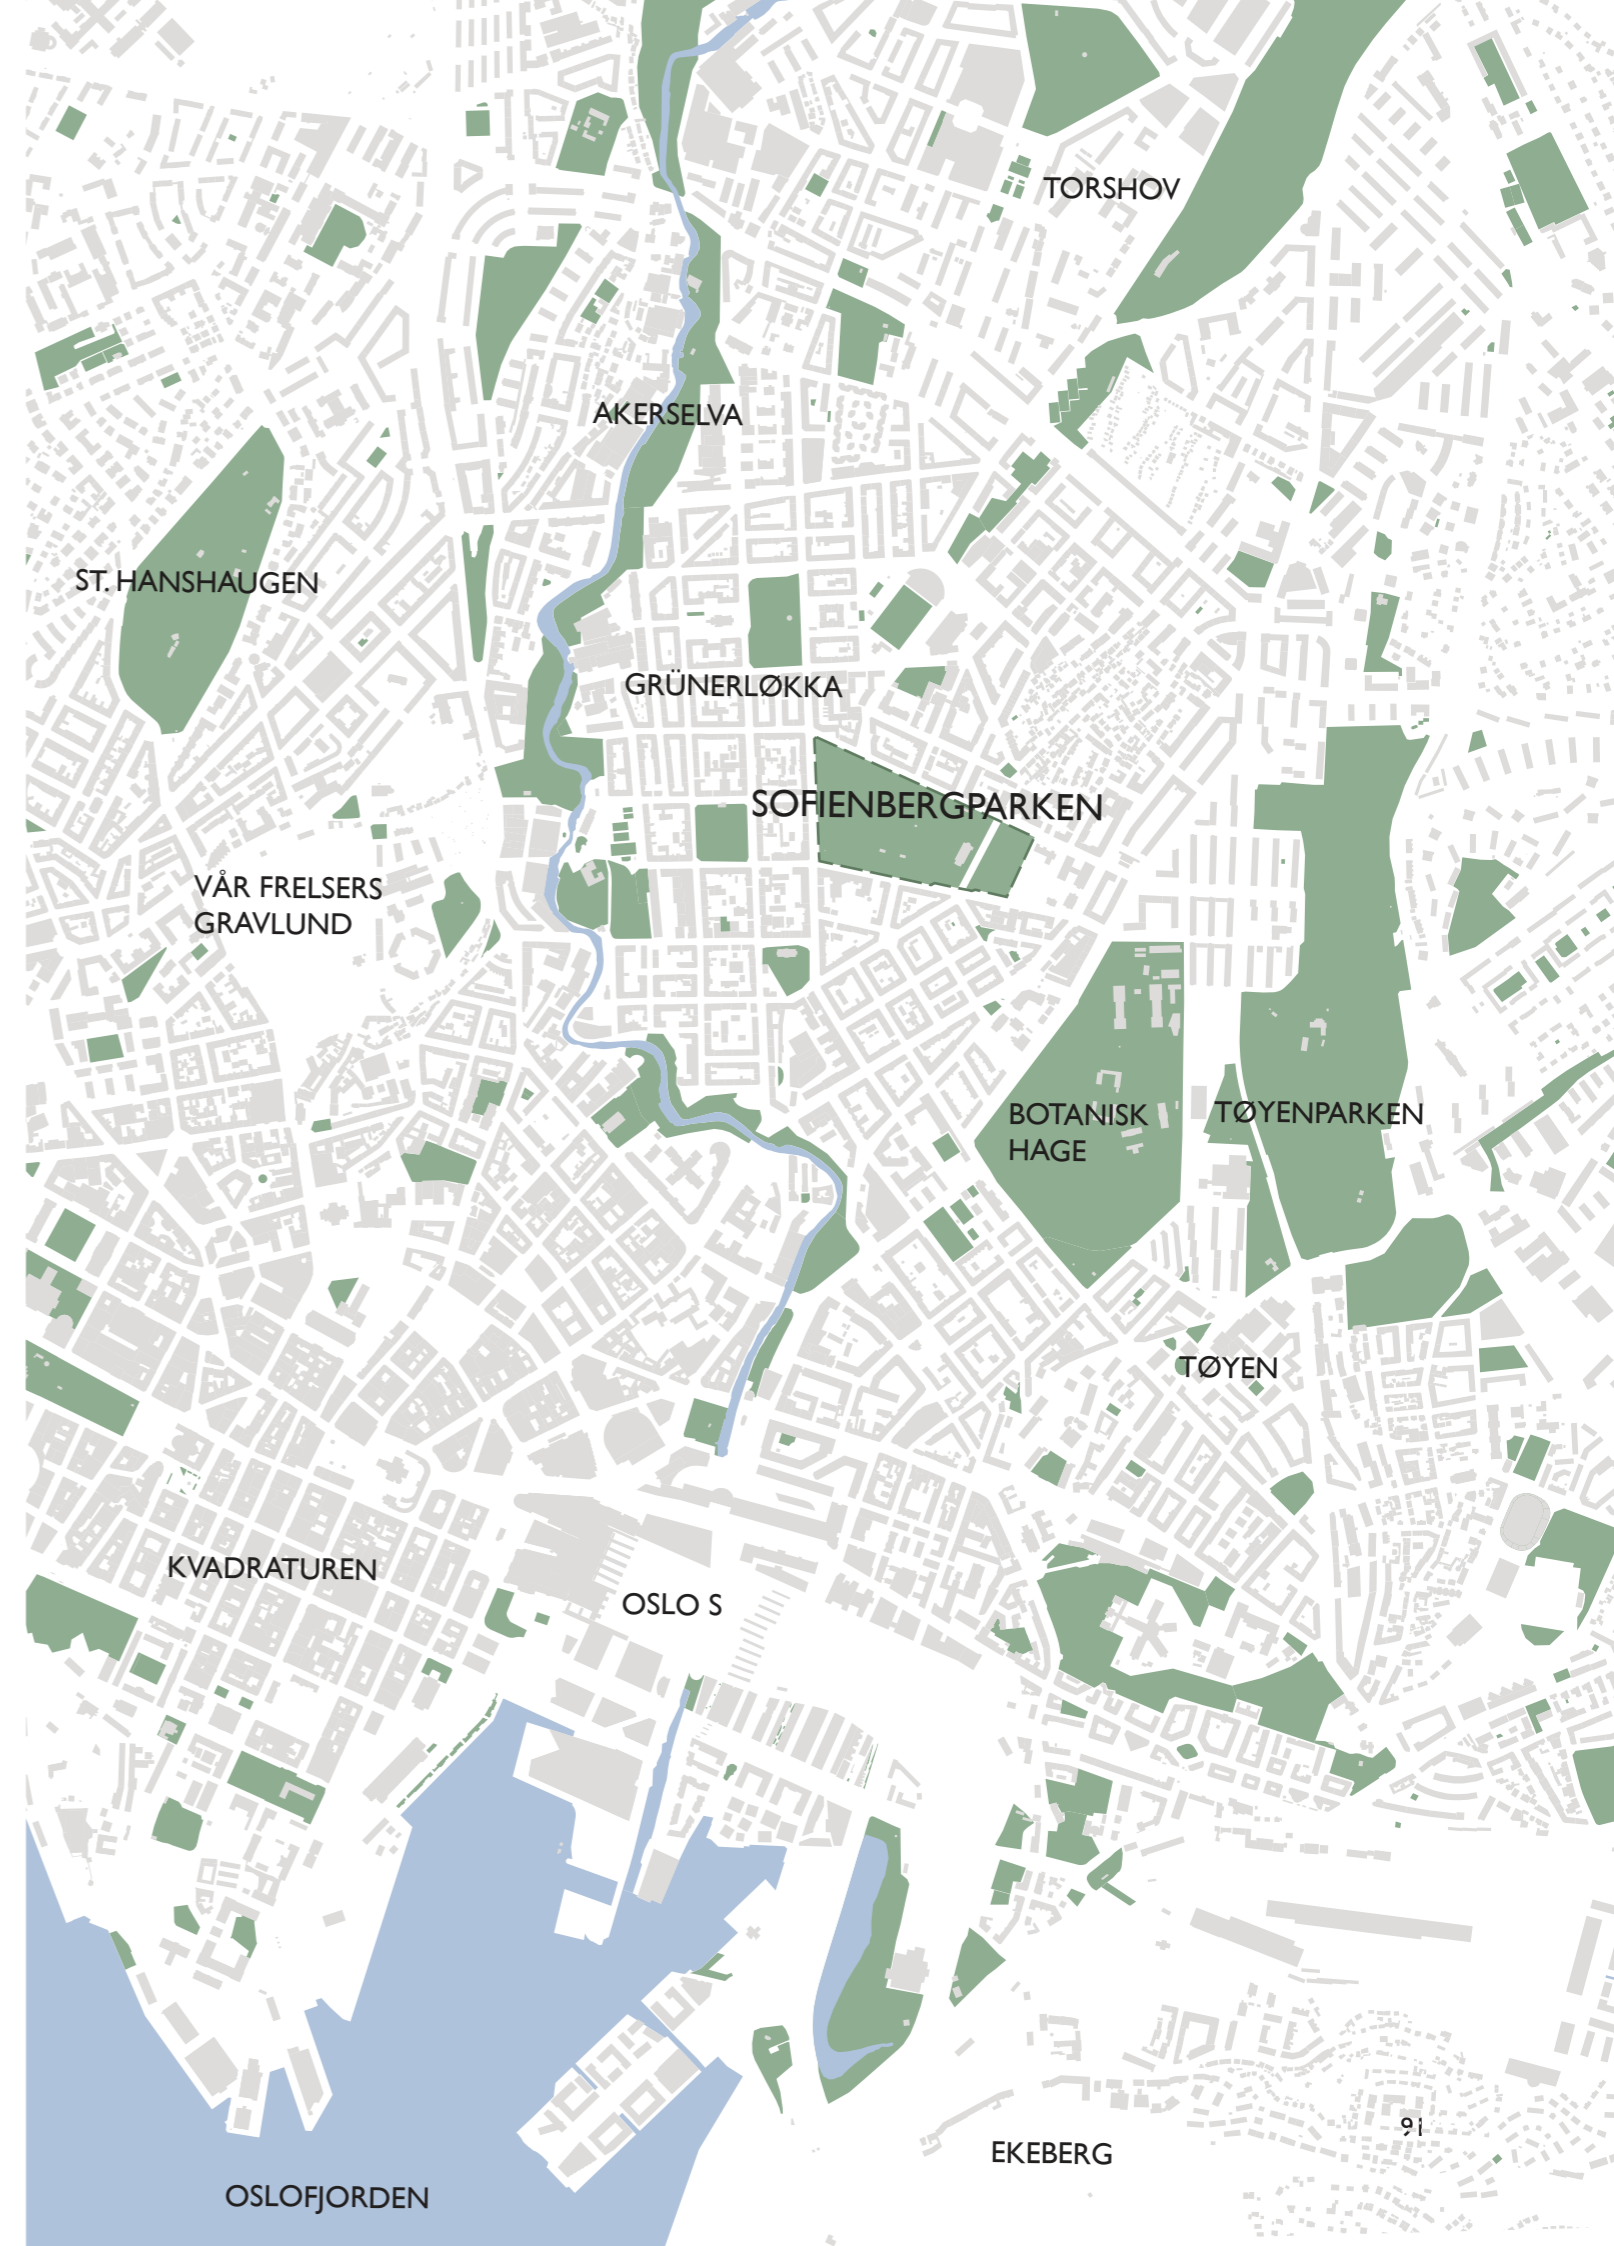 TORSHOV
AKERSELVA
ST. HANSHAUGEN
GRÜNERLØKKA
SOFIENBERGPARKEN
VÅR FRELSERS
GRAVLUND
BOTANISK
HAGE
TØYENPARKEN
TØYEN
KVADRATUREN
OSLO S
91
EKEBERG
OSLOFJORDEN